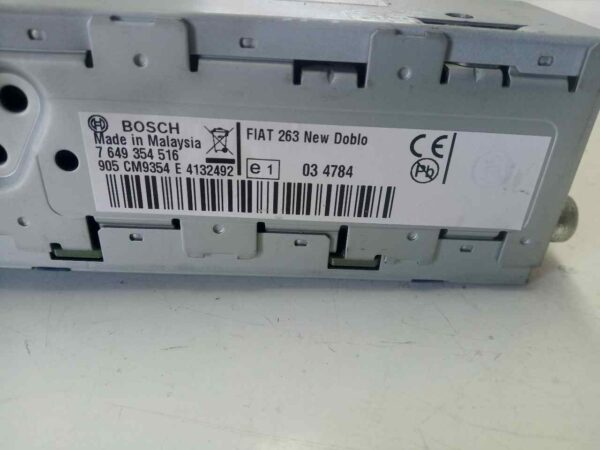 BOSCH
Made in Malaysia
7 649 354 516
905 CM9354 E 4132492
FIAT 263 New Doblo
e1 03 4784
CE
Pb